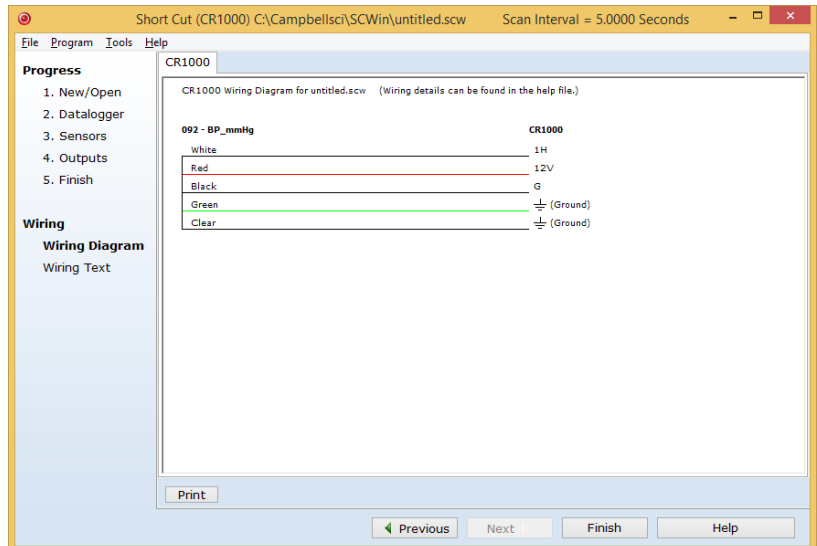 Short Cut (CR1000) C:\Campbellsci\SCWin\untitled.scw Scan Interval = 5.0000 Seconds
File Program Tools Help
Progress
1. New/Open
2. Datalogger
3. Sensors
4. Outputs
5. Finish
Wiring
Wiring Diagram
Wiring Text
CR1000
CR1000 Wiring Diagram for untitled.scw (Wiring details can be found in the help file.)
092 - BP_mmHg CR1000
White 1H
Red 12V
Black G
Green (Ground)
Clear (Ground)
Print
Previous Next Finish Help